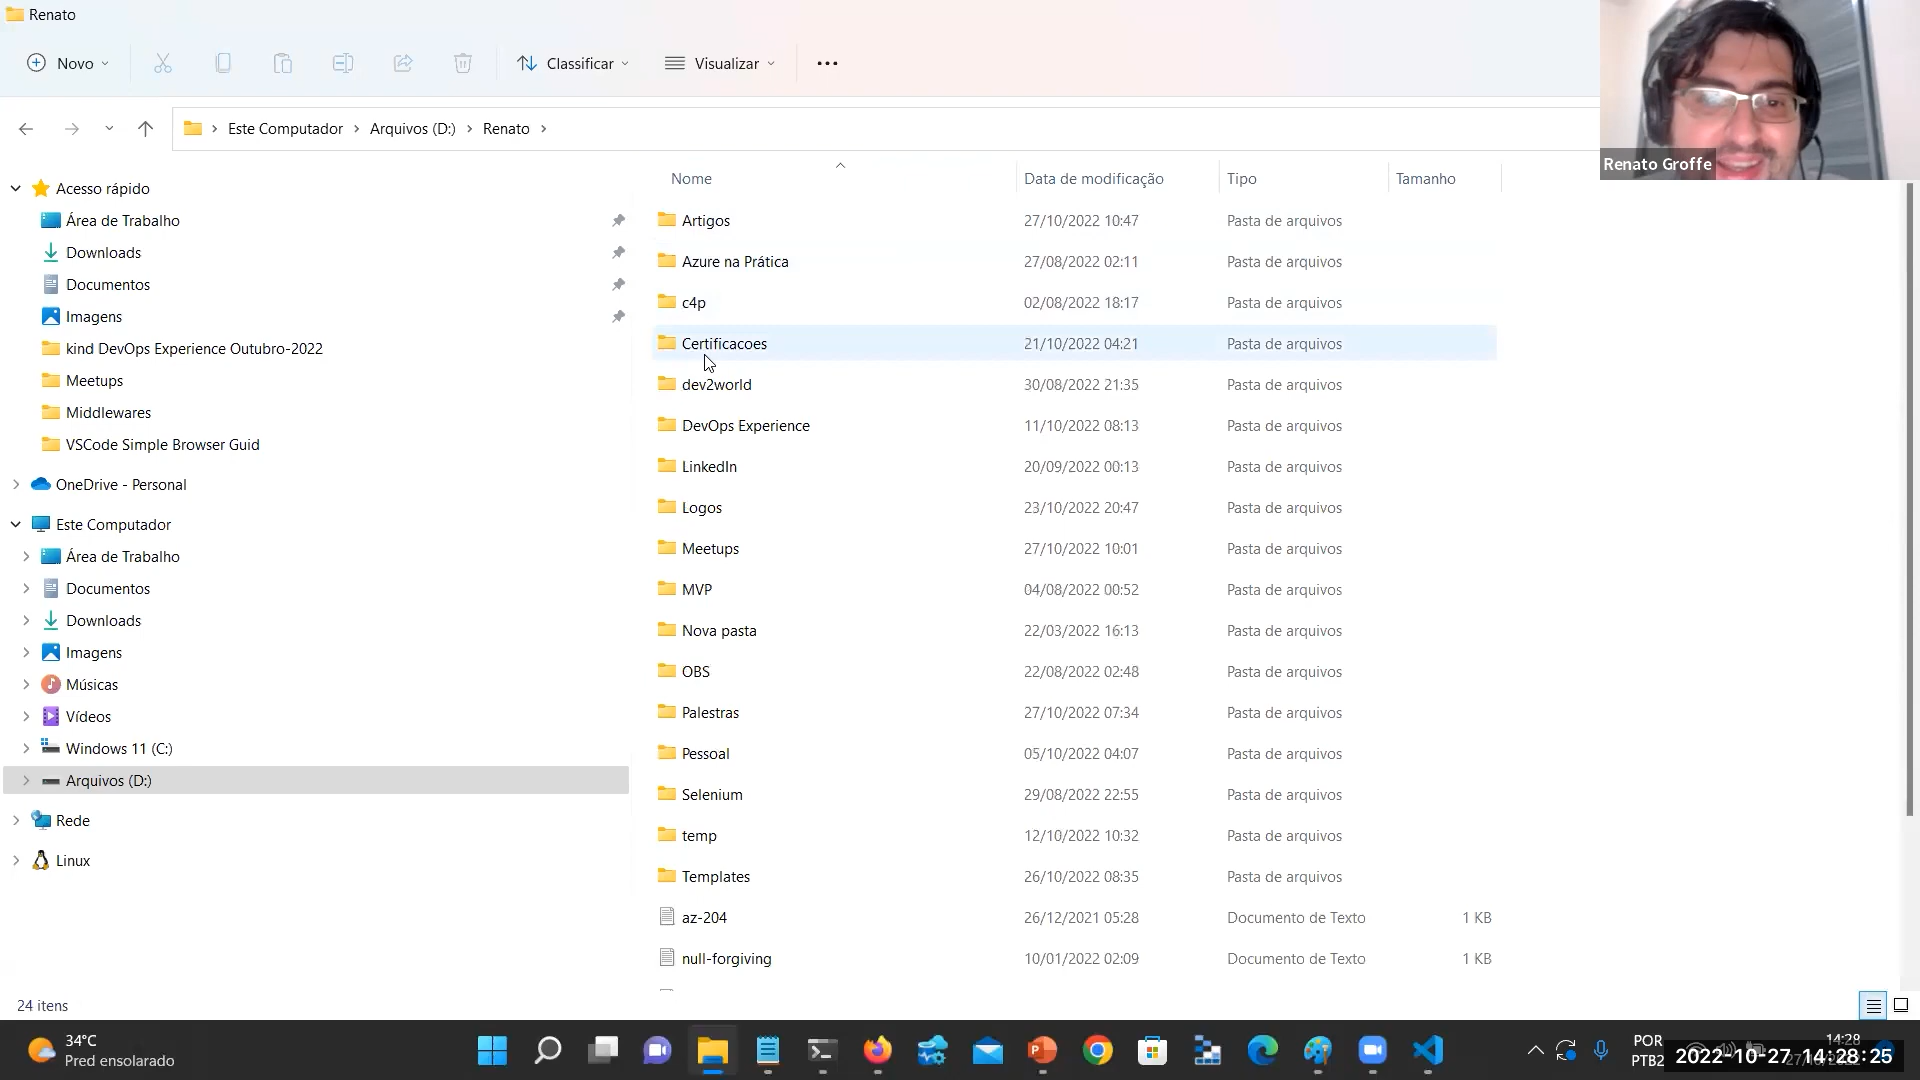 Renato
Novo
Classificar
Visualizar
Renato Groffe
Este Computador
Arquivos (D:)
Renato
Nome
Data de modificação
Tipo
Tamanho
Acesso rápido
Área de Trabalho
Downloads
Documentos
Imagens
kind DevOps Experience Outubro-2022
Meetups
Middlewares
VSCode Simple Browser Guid
OneDrive - Personal
Este Computador
Área de Trabalho
Documentos
Downloads
Imagens
Músicas
Vídeos
Windows 11 (C:)
Arquivos (D:)
Rede
Linux
Artigos 27/10/2022 10:47 Pasta de arquivos
Azure na Prática 27/08/2022 02:11 Pasta de arquivos
c4p 02/08/2022 18:17 Pasta de arquivos
Certificacoes 21/10/2022 04:21 Pasta de arquivos
dev2world 30/08/2022 21:35 Pasta de arquivos
DevOps Experience 11/10/2022 08:13 Pasta de arquivos
LinkedIn 20/09/2022 00:13 Pasta de arquivos
Logos 23/10/2022 20:47 Pasta de arquivos
Meetups 27/10/2022 10:01 Pasta de arquivos
MVP 04/08/2022 00:52 Pasta de arquivos
Nova pasta 22/03/2022 16:13 Pasta de arquivos
OBS 22/08/2022 02:48 Pasta de arquivos
Palestras 27/10/2022 07:34 Pasta de arquivos
Pessoal 05/10/2022 04:07 Pasta de arquivos
Selenium 29/08/2022 22:55 Pasta de arquivos
temp 12/10/2022 10:32 Pasta de arquivos
Templates 26/10/2022 08:35 Pasta de arquivos
az-204 26/12/2021 05:28 Documento de Texto 1 KB
null-forgiving 10/01/2022 02:09 Documento de Texto 1 KB
24 itens
34°C
Pred ensolarado
POR
PTB2
14:28
2022-10-27 14:28:25